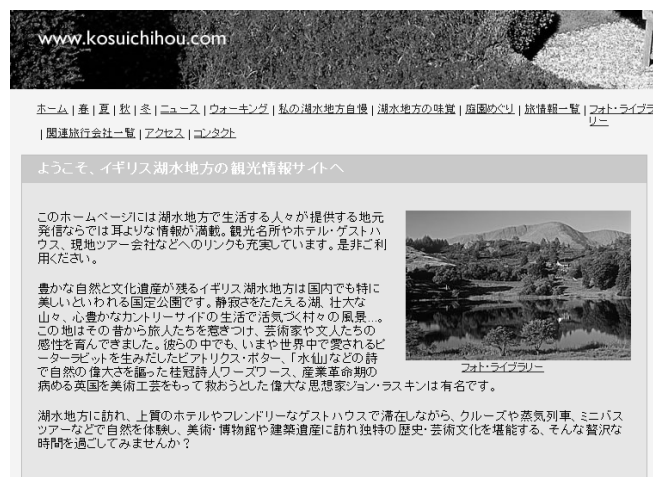 www.kosuichihou.com
ホーム | 春 | 夏 | 秋 | 冬 | ニュース | ウォーキング | 私の湖水地方自慢 | 湖水地方の味覚 | 庭園めぐり | 旅情報一覧 | フォト・ライブラ
リー
| 関連旅行会社一覧 | アクセス | コンタクト
ようこそ、イギリス湖水地方の観光情報サイトへ
このホームページには湖水地方で生活する人々が提供する地元
発信ならでは耳よりな情報が満載。観光名所やホテル・ゲストハ
ウス、現地ツアー会社などへのリンクも充実しています。是非ご利
用ください。
豊かな自然と文化遺産が残るイギリス湖水地方は国内でも特に
美しいといわれる国定公園です。静寂さをたたえる湖、壮大な
山々、心豊かなカントリーサイドの生活で活気づく村々の風景…。
この地はその昔から旅人たちを惹きつけ、芸術家や文人たちの
感性を育んできました。彼らの中でも、いまや世界中で愛されるピ
ーターラビットを生みだしたビアトリクス・ポター、「水仙」などの詩
で自然の偉大さを謳った桂冠詩人ワーズワース、産業革命期の
病める英国を美術工芸をもって救おうとした偉大な思想家ジョン・ラスキンは有名です。
フォト・ライブラリー
湖水地方に訪れ、上質のホテルやフレンドリーなゲストハウスで滞在しながら、クルーズや蒸気列車、ミニバス
ツアーなどで自然を体験し、美術・博物館や建築遺産に訪れ独特の歴史・芸術文化を堪能する、そんな贅沢な
時間を過ごしてみませんか？